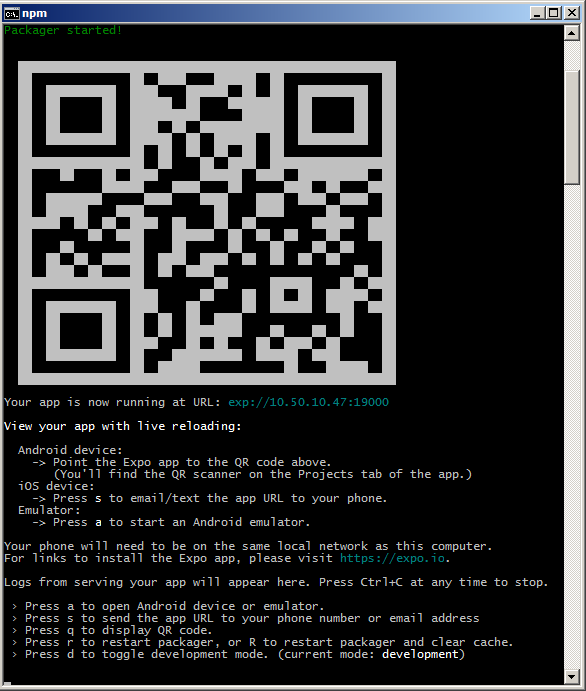 npm
Packager started!
Your app is now running at URL: exp://10.50.10.47:19000
View your app with live reloading:
Android device:
-> Point the Expo app to the QR code above.
(You'll find the QR scanner on the Projects tab of the app.)
iOS device:
-> Press s to email/text the app URL to your phone.
Emulator:
-> Press a to start an Android emulator.
Your phone will need to be on the same local network as this computer.
For links to install the Expo app, please visit https://expo.io.
Logs from serving your app will appear here. Press Ctrl+C at any time to stop.
› Press a to open Android device or emulator.
› Press s to send the app URL to your phone number or email address
› Press q to display QR code.
› Press r to restart packager, or R to restart packager and clear cache.
› Press d to toggle development mode. (current mode: development)